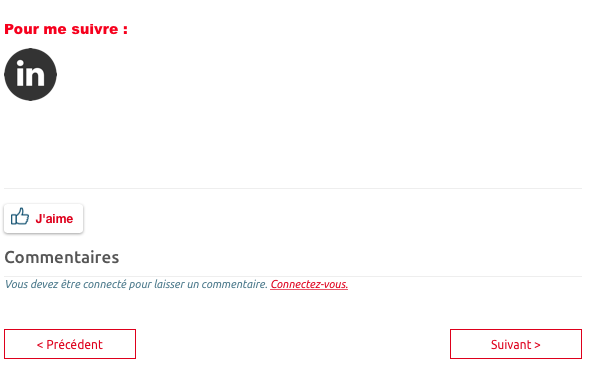 Pour me suivre :
in
J'aime
Commentaires
Vous devez être connecté pour laisser un commentaire. Connectez-vous.
< Précédent
Suivant >